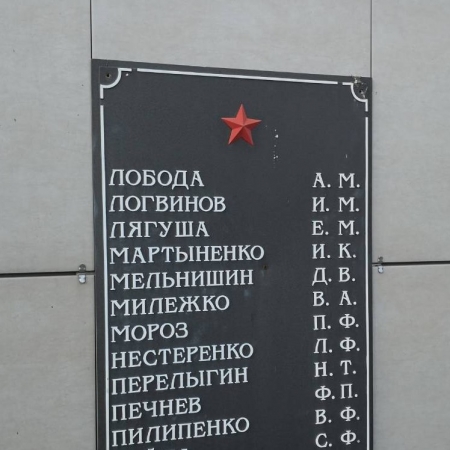 ЛОБОДА А. М.
ЛОГВИНОВ И. М.
ЛЯГУША Е. М.
МАРТЫНЕНКО И. К.
МЕЛЬНИШИН Д. В.
МИЛЕЖКО В. А.
МОРОЗ П. Ф.
НЕСТЕРЕНКО Л. Ф.
ПЕРЕЛЫГИН Н. Т.
ПЕЧНЕВ Ф. П.
ПИЛИПЕНКО В. Ф.
С. Ф.